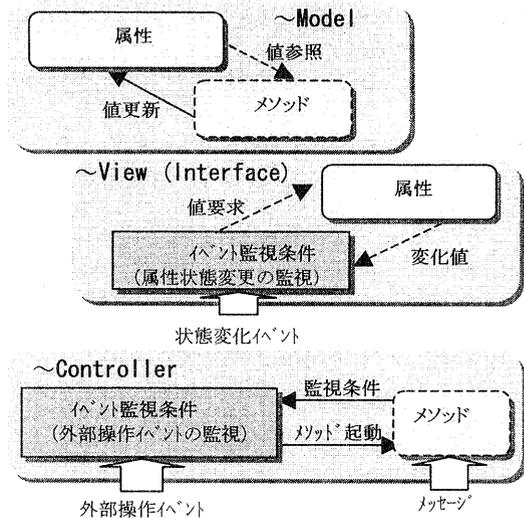 ～Model
属性
値参照
メソッド
値更新
～View (Interface)
値要求
属性
ｲﾍﾞﾝﾄ監視条件
(属性状態変更の監視)
変化値
状態変化ｲﾍﾞﾝﾄ
～Controller
監視条件
ｲﾍﾞﾝﾄ監視条件
(外部操作ｲﾍﾞﾝﾄの監視)
メソッド
ﾒｿｯﾄﾞ起動
外部操作ｲﾍﾞﾝﾄ
ﾒｯｾｰｼﾞ